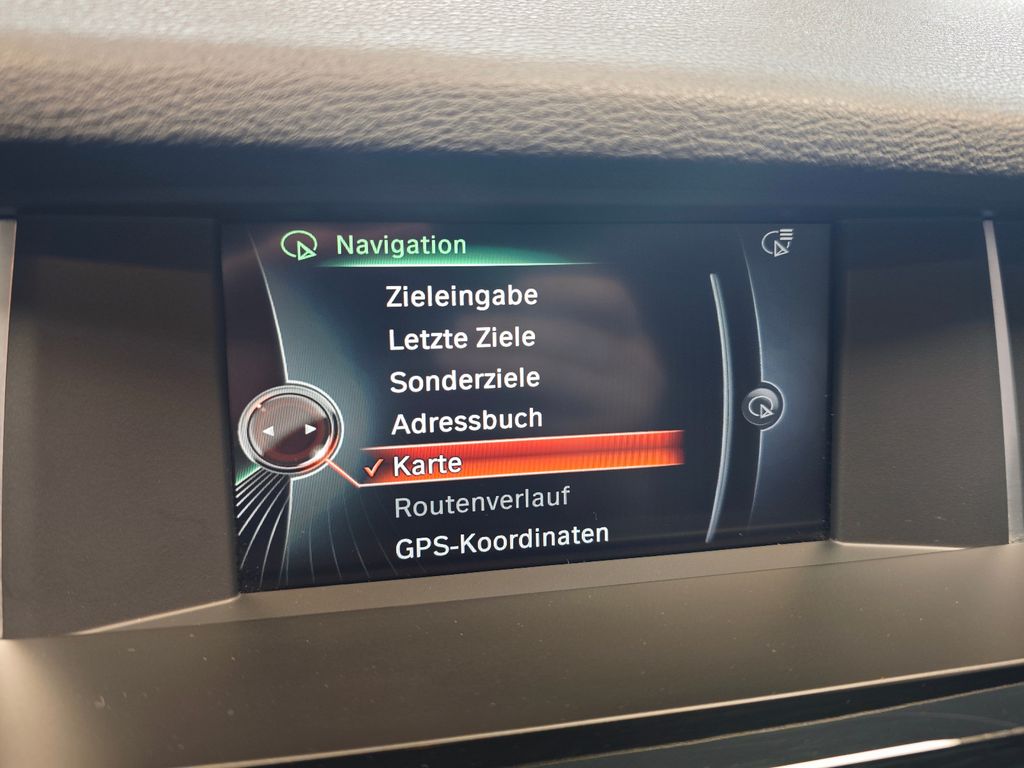 Navigation
Zieleingabe
Letzte Ziele
Sonderziele
Adressbuch
Karte
Routenverlauf
GPS-Koordinaten